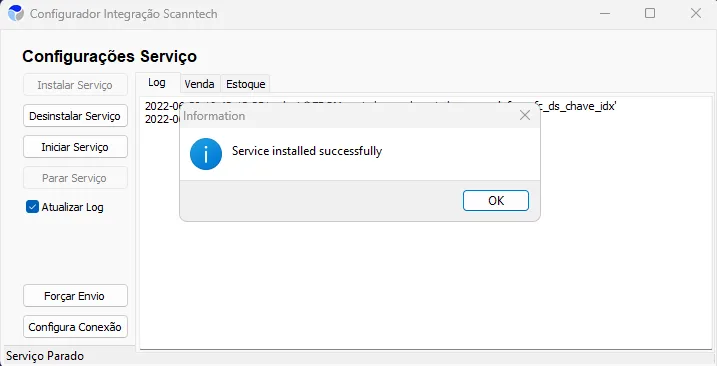 Configurador Integração Scanntech
Configurações Serviço
Instalar Serviço
Desinstalar Serviço
Iniciar Serviço
Parar Serviço
Atualizar Log
Forçar Envio
Configura Conexão
Serviço Parado
Log Venda Estoque
fc_ds_chave_idx'
Information
Service installed successfully
OK